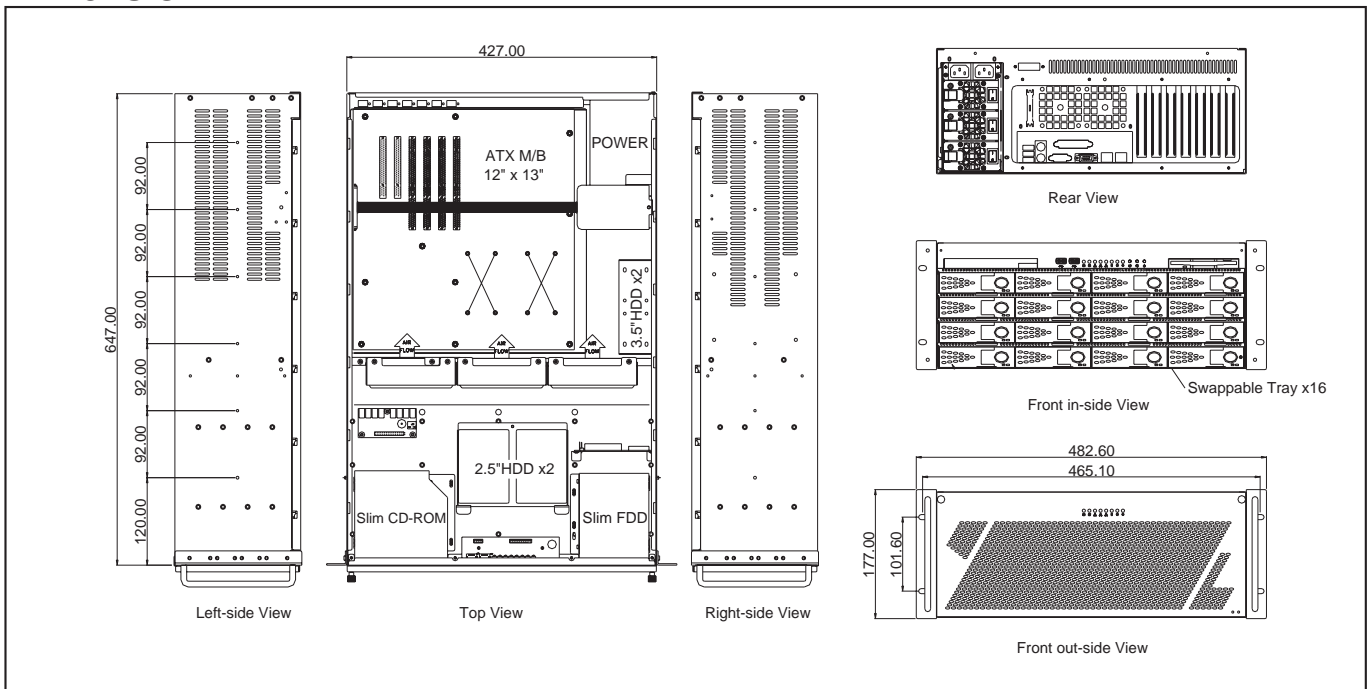 427.00
647.00
92.00
92.00
92.00
92.00
92.00
120.00
ATX M/B
12" x 13"
POWER
3.5"HDD x2
AIR
FLOW
AIR
FLOW
AIR
FLOW
2.5"HDD x2
Slim CD-ROM
Slim FDD
Left-side View
Top View
Right-side View
Rear View
Swappable Tray x16
Front in-side View
482.60
465.10
177.00
101.60
Front out-side View